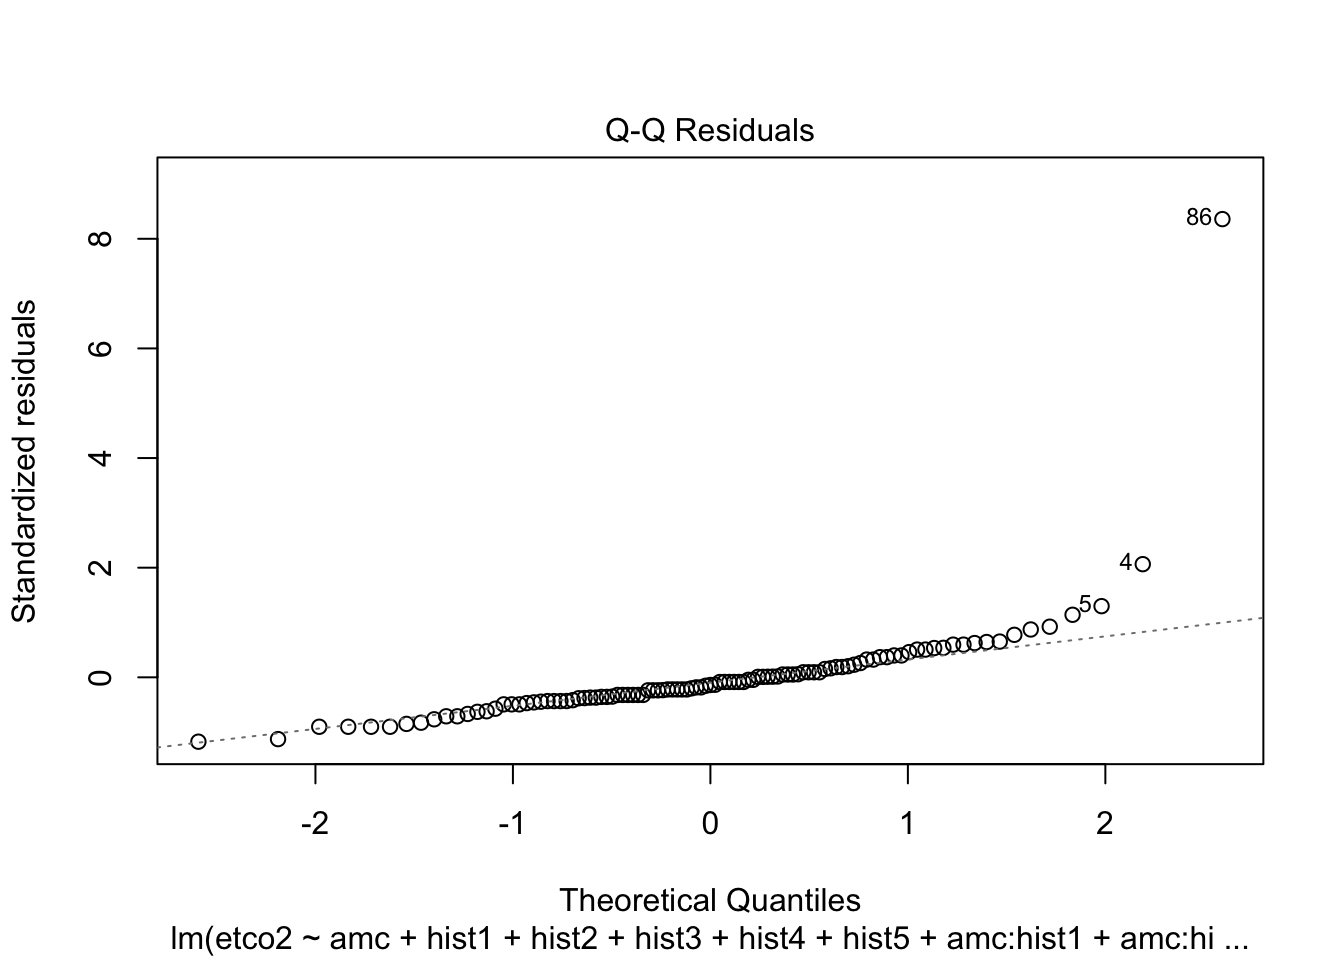 Q-Q Residuals
Standardized residuals
8
6
4
2
0
86
4
5
-2 -1 0 1 2
Theoretical Quantiles
lm(etco2 ~ amc + hist1 + hist2 + hist3 + hist4 + hist5 + amc:hist1 + amc:hi ...